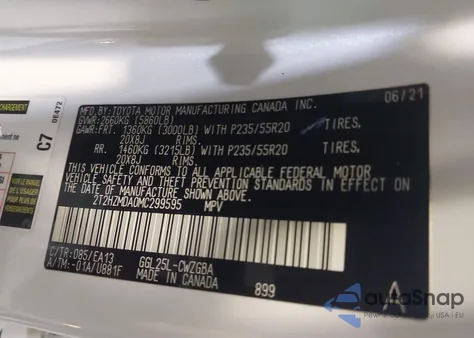 CHARGEMENT
06472
C7
MFD.BY:TOYOTA MOTOR MANUFACTURING CANADA INC. 06/21
GVWR:2660KG (5860LB)
GAWR:FRT. 1360KG (3000LB) WITH P235/55R20 TIRES,
20X8J RIMS.
RR. 1460KG (3215LB) WITH P235/55R20 TIRES,
20X8J RIMS.
THIS VEHICLE CONFORMS TO ALL APPLICABLE FEDERAL MOTOR
VEHICLE SAFETY AND THEFT PREVENTION STANDARDS IN EFFECT ON
THE DATE OF MANUFACTURE SHOWN ABOVE.
2T2HZMDA0MC299595 MPV
C/TR:085/EA13 GGL25L-CWZGBA
A/TM:-01A/U881F MADE IN CANADA 899 A
autoSnap